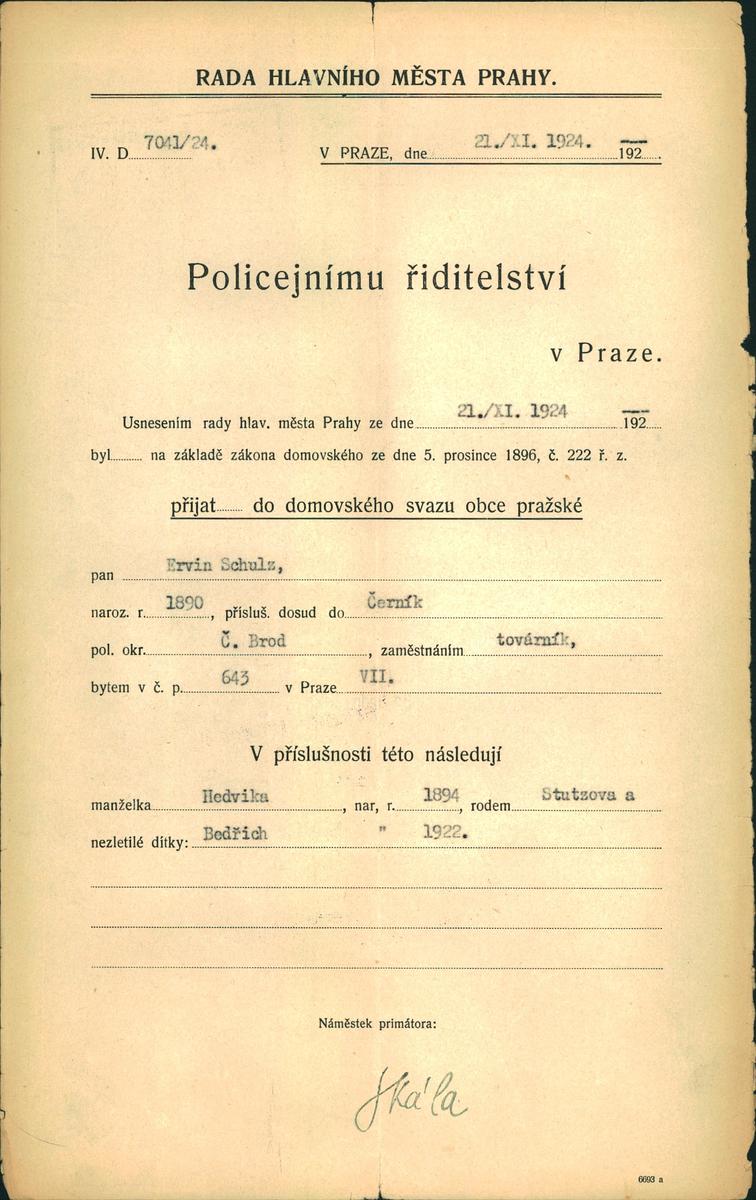 RADA HLAVNÍHO MĚSTA PRAHY.
IV. D. 7041/24. V PRAZE, dne 21./XI. 1924. 192
Policejnímu řiditelství
v Praze.
Usnesením rady hlav. města Prahy ze dne 21./XI. 1924 192
byl na základě zákona domovského ze dne 5. prosince 1896, č. 222 ř. z.
přijat do domovského svazu obce pražské
pan Ervin Schulz,
naroz. r. 1890, přísluš. dosud do Černík
pol. okr. Č. Brod, zaměstnáním továrník,
bytem v č. p. 643 v Praze VII.
V příslušnosti této následují
manželka Hedvika, nar, r. 1894, rodem Stutzova a
nezletilé dítky: Bedřich " 1922.
Náměstek primátora:
Skála
6693 a